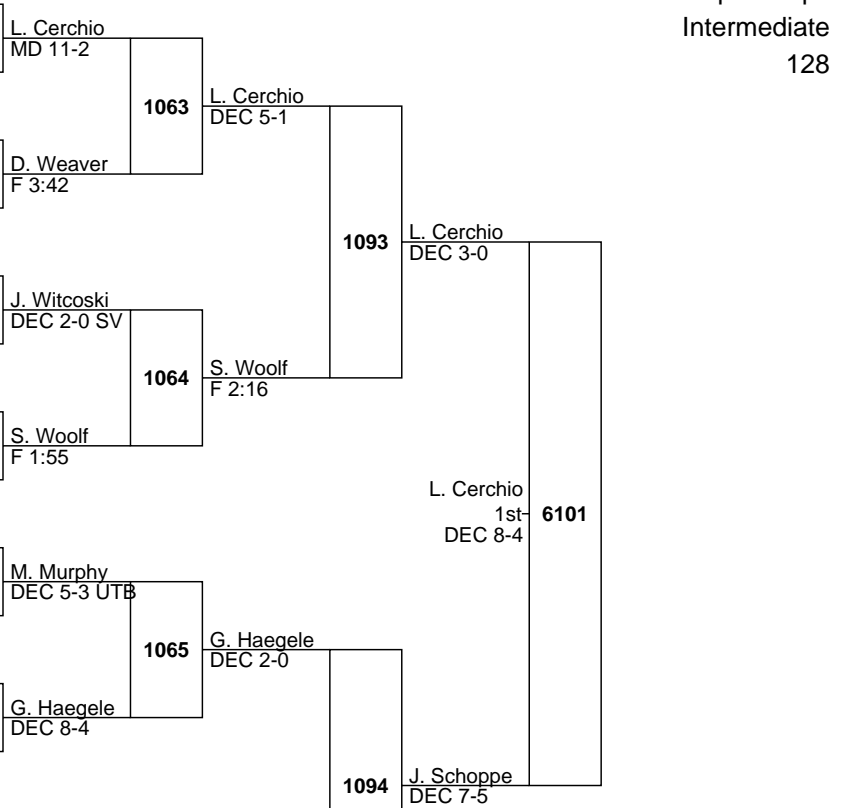 Intermediate
128
L. Cerchio
MD 11-2
1063
L. Cerchio
DEC 5-1
D. Weaver
F 3:42
1093
L. Cerchio
DEC 3-0
J. Witcoski
DEC 2-0 SV
1064
S. Woolf
F 2:16
S. Woolf
F 1:55
L. Cerchio
1st
DEC 8-4
6101
M. Murphy
DEC 5-3 UTB
1065
G. Haegele
DEC 2-0
G. Haegele
DEC 8-4
1094
J. Schoppe
DEC 7-5